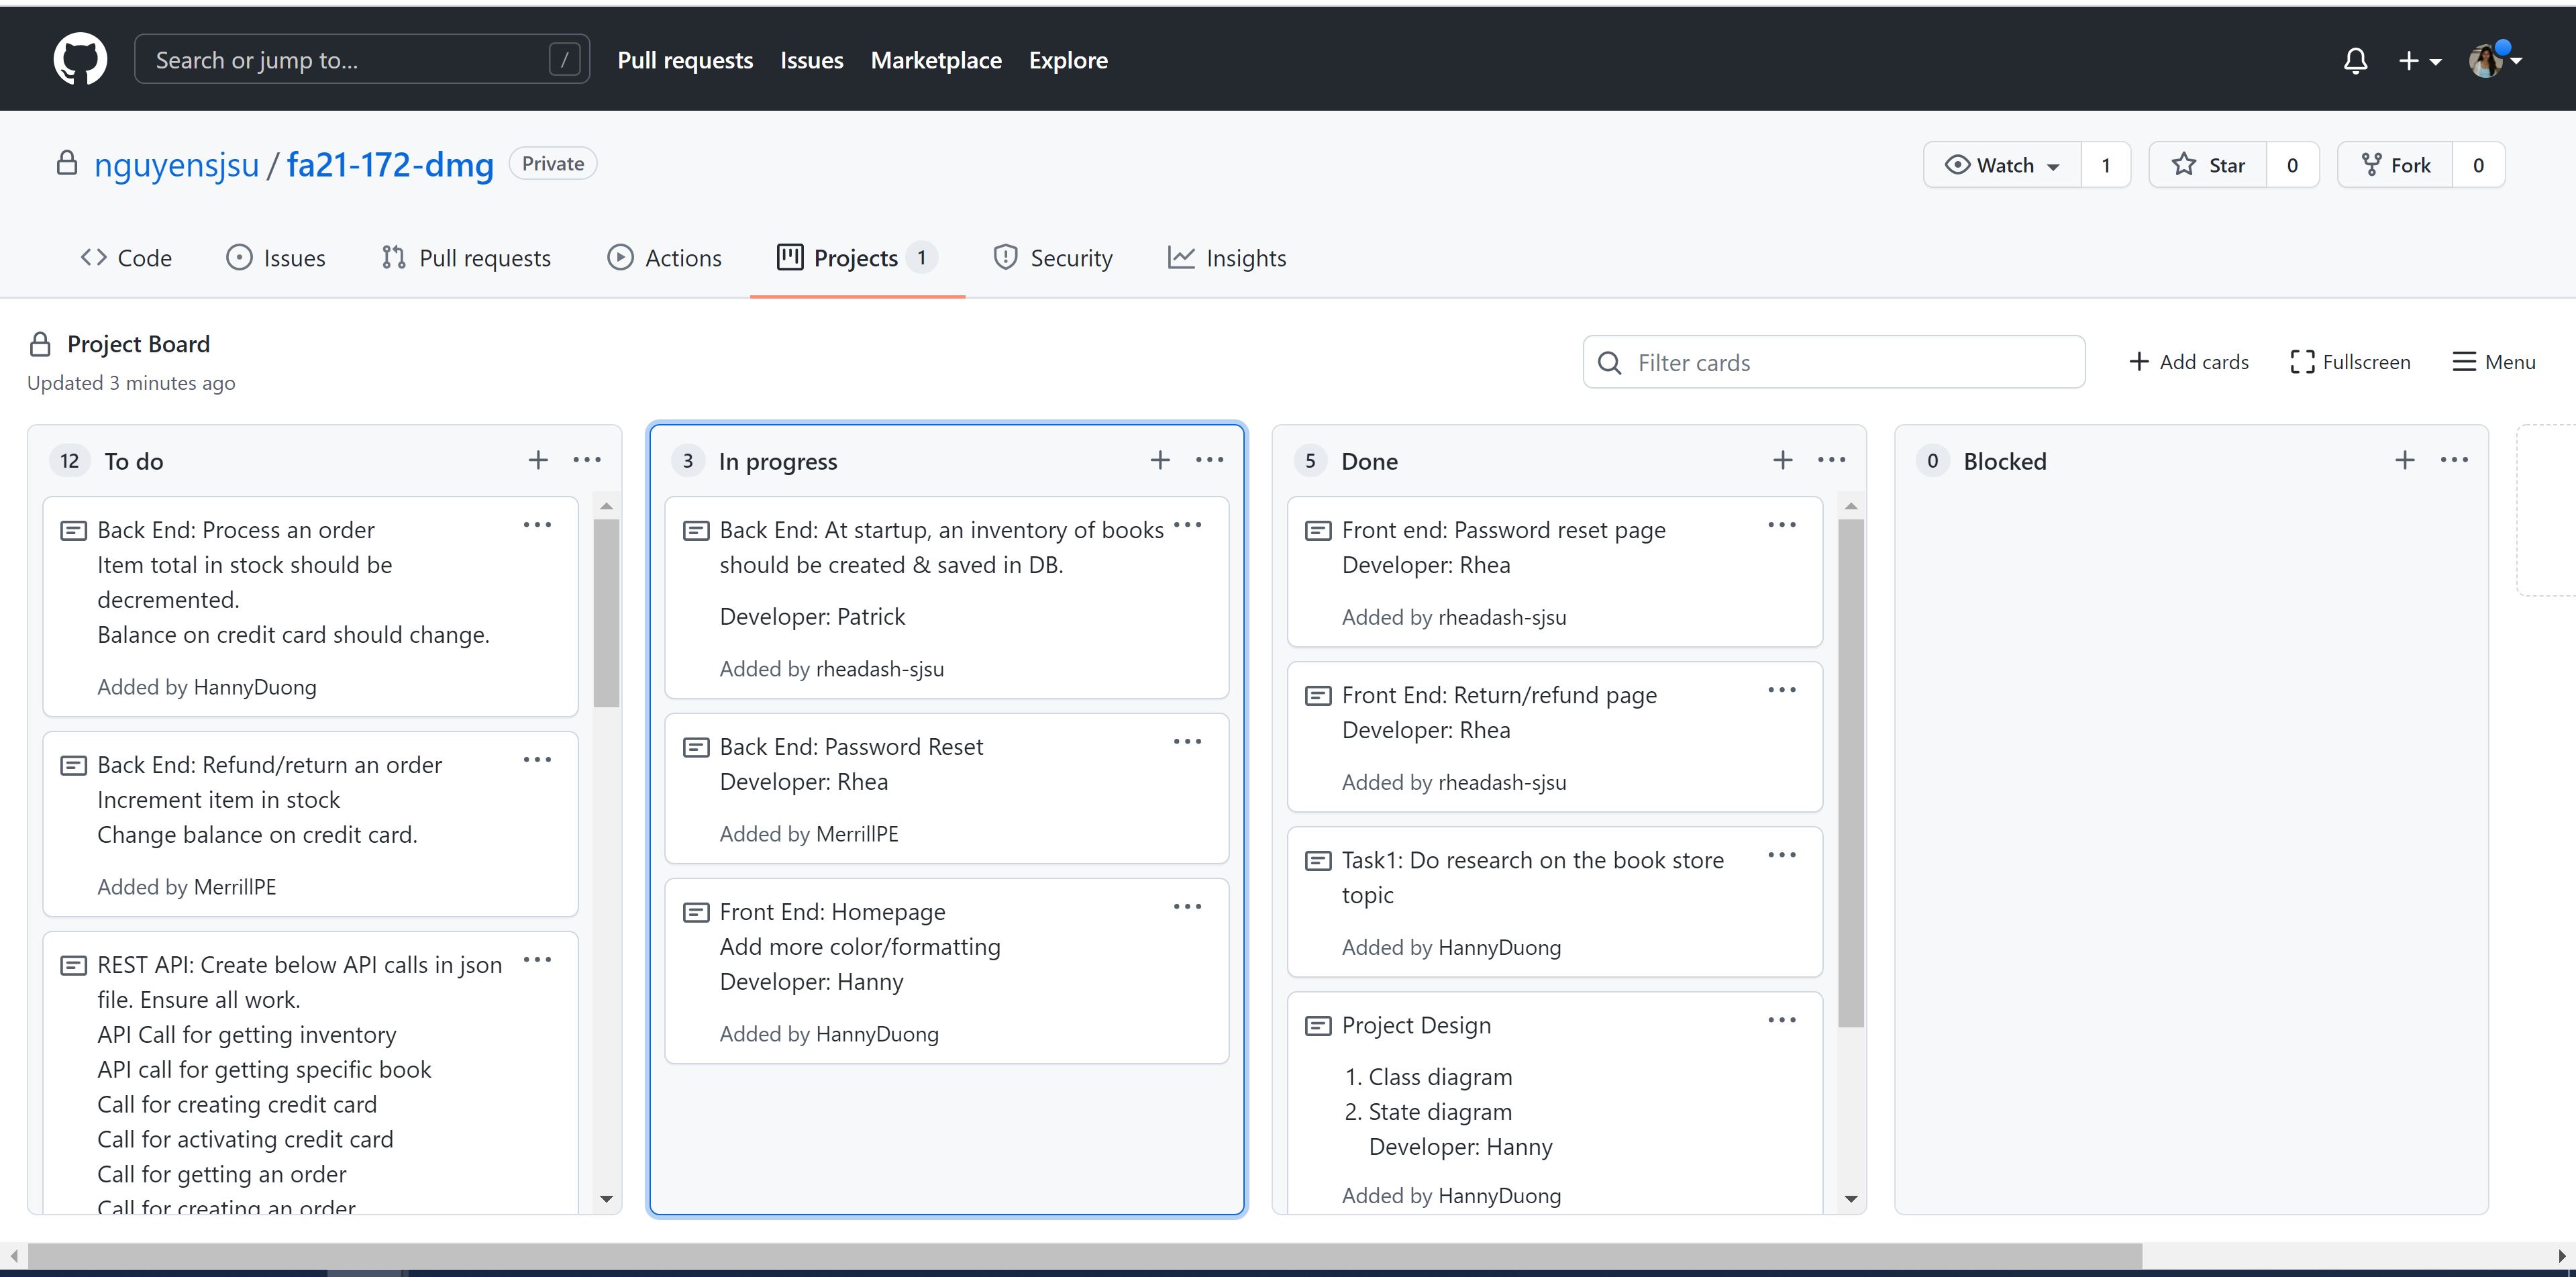 Search or jump to...
/
Pull requests
Issues
Marketplace
Explore
nguyensjsu / fa21-172-dmg
Private
Watch
1
Star
0
Fork
0
Code
Issues
Pull requests
Actions
Projects 1
Security
Insights
Project Board
Updated 3 minutes ago
Filter cards
Add cards
Fullscreen
Menu
12 To do
Back End: Process an order
Item total in stock should be
decremented.
Balance on credit card should change.
Added by HannyDuong
Back End: Refund/return an order
Increment item in stock
Change balance on credit card.
Added by MerrillPE
REST API: Create below API calls in json
file. Ensure all work.
API Call for getting inventory
API call for getting specific book
Call for creating credit card
Call for activating credit card
Call for getting an order
Call for creating an order
3 In progress
Back End: At startup, an inventory of books
should be created & saved in DB.
Developer: Patrick
Added by rheadash-sjsu
Back End: Password Reset
Developer: Rhea
Added by MerrillPE
Front End: Homepage
Add more color/formatting
Developer: Hanny
Added by HannyDuong
5 Done
Front end: Password reset page
Developer: Rhea
Added by rheadash-sjsu
Front End: Return/refund page
Developer: Rhea
Added by rheadash-sjsu
Task1: Do research on the book store
topic
Added by HannyDuong
Project Design
1. Class diagram
2. State diagram
Developer: Hanny
Added by HannyDuong
0 Blocked